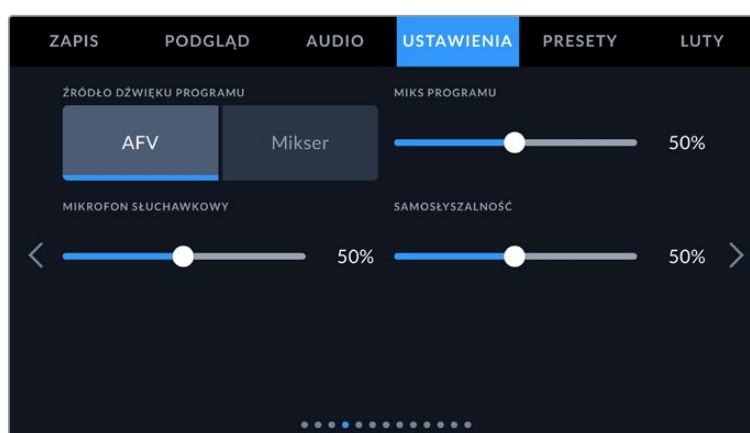 ZAPIS PODGLĄD AUDIO USTAWIENIA PRESETY LUTY
ŹRÓDŁO DŹWIĘKU PROGRAMU MIKS PROGRAMU
AFV Mikser 50%
MIKROFON SŁUCHAWKOWY SAMOSŁYSZALNOŚĆ
50% 50%